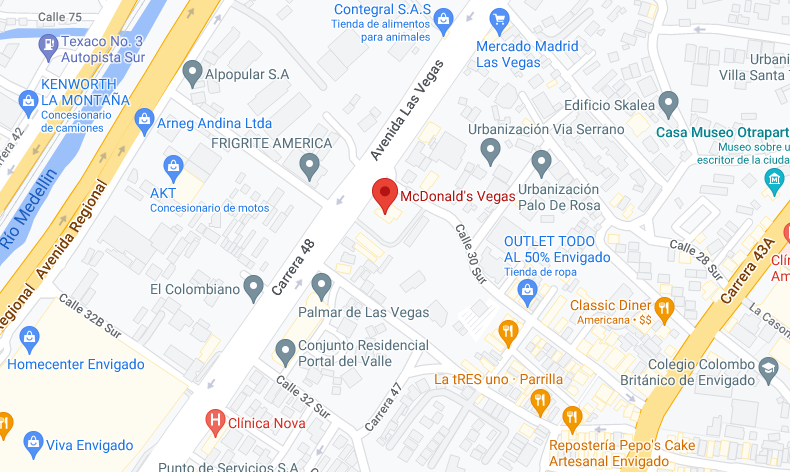 Contegral S.A.S
Tienda de alimentos
para animales
Calle 75
Texaco No. 3
Autopista Sur
Mercado Madrid
Las Vegas
Urbani
Villa Santa T
Alpopular S.A
KENWORTH
LA MONTAÑA
Concesionario
de camiones
Avenida Las Vegas
Edificio Skalea
Arneg Andina Ltda
Urbanización Via Serrano
Casa Museo Otrapart
Museo sobre u
escritor de la ciuda
Carrera 42
FRIGRITE AMERICA
AKT
Concesionario de motos
McDonald's Vegas
Urbanización
Palo De Rosa
Río Medellín
Avenida Regional
Calle 30 Sur
OUTLET TODO
AL 50% Envigado
Tienda de ropa
Calle 28 Sur
Carrera 43A
Clín
Ame
Carrera 48
El Colombiano
Regional
Calle 32B Sur
Palmar de Las Vegas
Classic Diner
Americana • $$
La Cason
Homecenter Envigado
Conjunto Residencial
Portal del Valle
La tRES uno · Parrilla
Colegio Colombo
Británico de Envigado
Calle 32 Sur
Carrera 47
Clínica Nova
Viva Envigado
Repostería Pepo's Cake
Artesanal Envigado
Punto de Servicios S.A